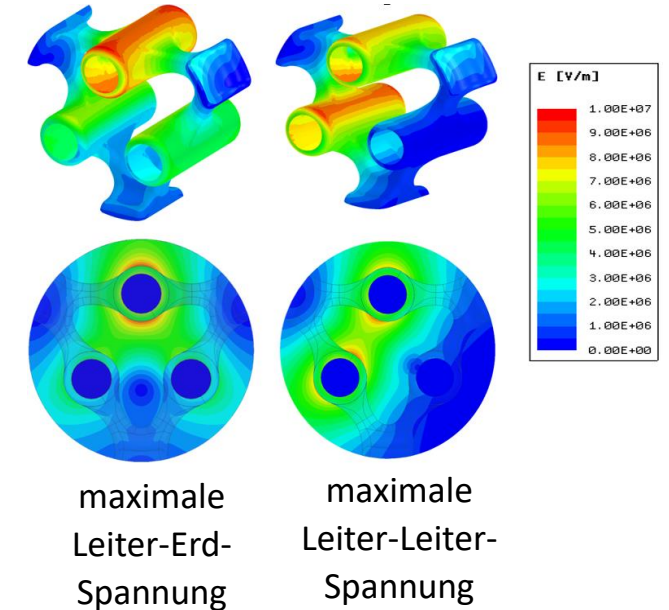 E [V/m]
1.00E+07
9.00E+06
8.00E+06
7.00E+06
6.00E+06
5.00E+06
4.00E+06
3.00E+06
2.00E+06
1.00E+06
0.00E+00
maximale
Leiter-Erd-
Spannung
maximale
Leiter-Leiter-
Spannung